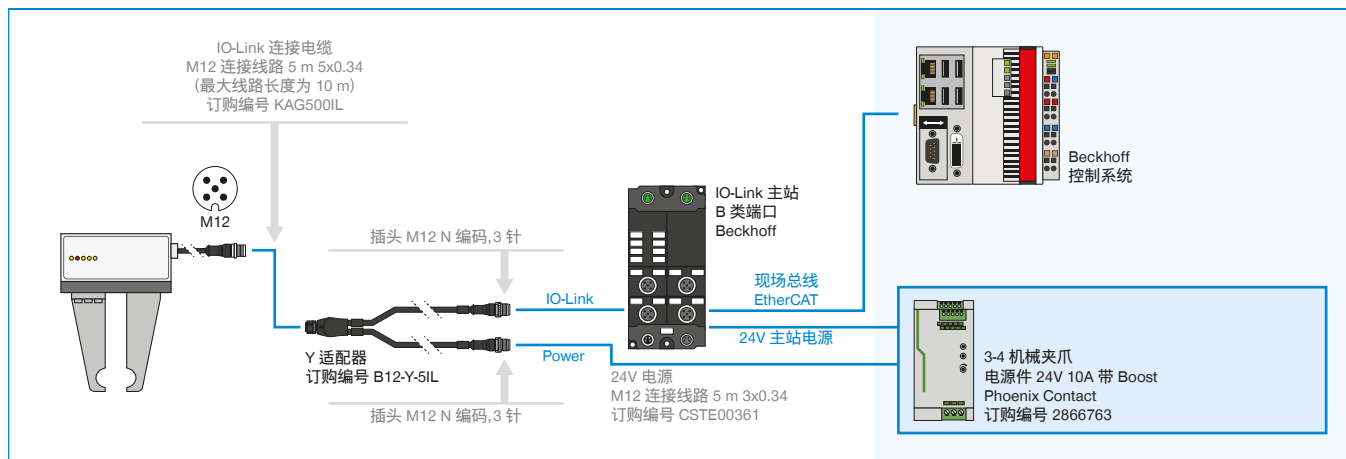 IO-Link 连接电缆
M12 连接线路 5 m 5x0.34
(最大线路长度为 10 m)
订购编号 KAG500IL
M12
插头 M12 N 编码,3 针
IO-Link 主站
B 类端口
Beckhoff
Beckhoff
控制系统
IO-Link
现场总线
EtherCAT
24V 主站电源
Y 适配器
订购编号 B12-Y-5IL
Power
插头 M12 N 编码,3 针
24V 电源
M12 连接线路 5 m 3x0.34
订购编号 CSTE00361
3-4 机械夹爪
电源件 24V 10A 带 Boost
Phoenix Contact
订购编号 2866763